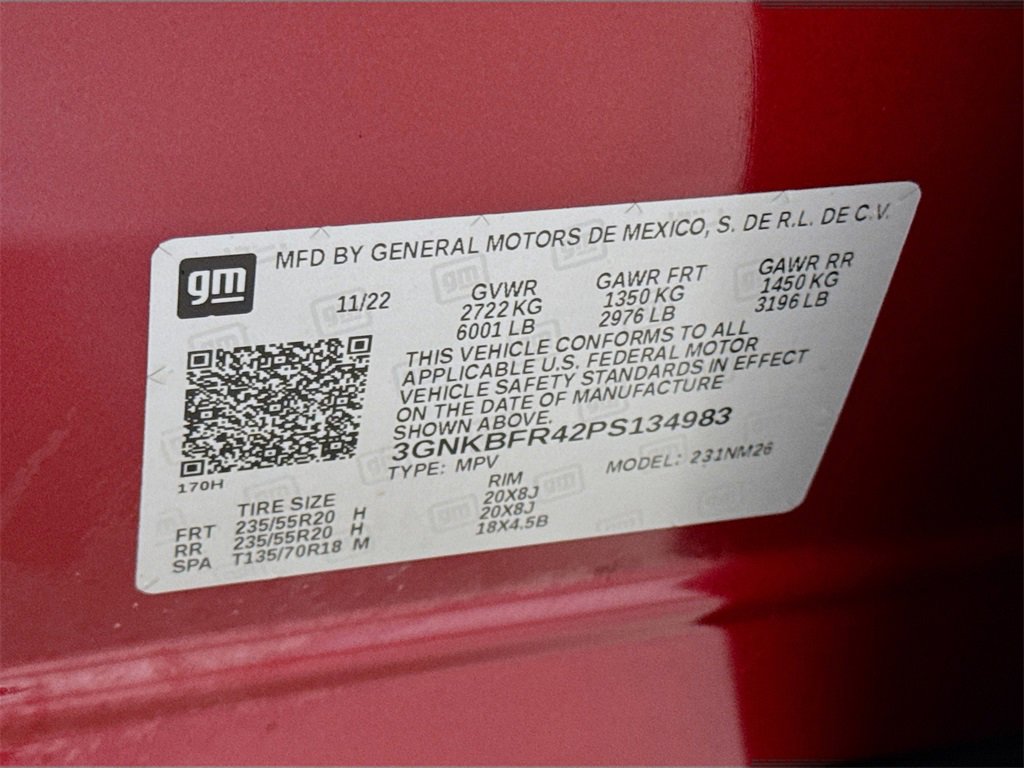 gm
MFD BY GENERAL MOTORS DE MEXICO, S. DE R.L. DE C.V.
11/22
GVWR
2722 KG
6001 LB
GAWR FRT
1350 KG
2976 LB
GAWR RR
1450 KG
3196 LB
THIS VEHICLE CONFORMS TO ALL
APPLICABLE U.S. FEDERAL MOTOR
VEHICLE SAFETY STANDARDS IN EFFECT
ON THE DATE OF MANUFACTURE
SHOWN ABOVE.
3GNKBFR42PS134983
TYPE: MPV MODEL: 231NM26
170H
TIRE SIZE RIM
FRT 235/55R20 H 20X8J
RR 235/55R20 H 20X8J
SPA T135/70R18 M 18X4.5B